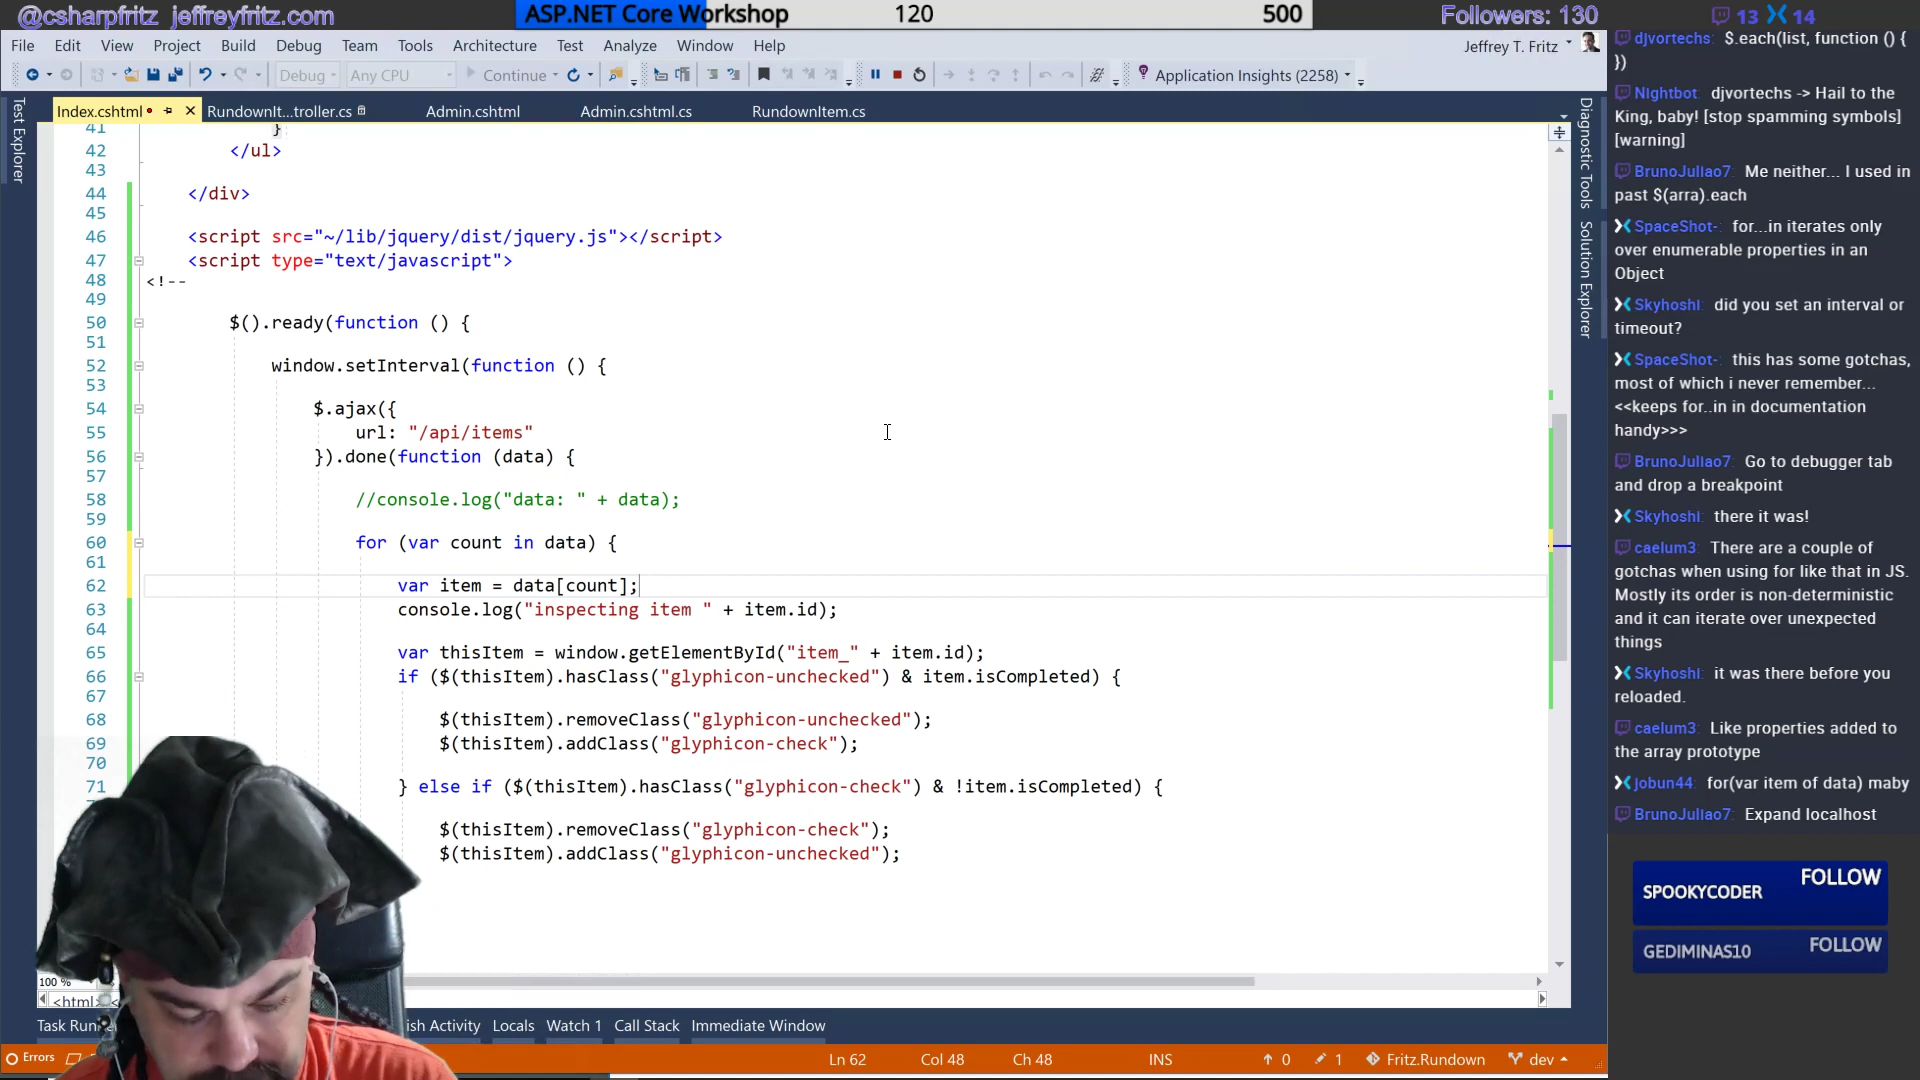 @csharpfritz jeffreyfritz.com
ASP.NET Core Workshop 120 500
Followers: 130
13 14
File Edit View Project Build Debug Team Tools Architecture Test Analyze Window Help
Jeffrey T. Fritz
Debug Any CPU Continue Application Insights (2258)
Index.cshtml RundownIt...troller.cs Admin.cshtml Admin.cshtml.cs RundownItem.cs
Test Explorer
Diagnostic Tools
Solution Explorer
41 }
42 </ul>
43
44 </div>
45
46 <script src="~/lib/jquery/dist/jquery.js"></script>
47 <script type="text/javascript">
48 <!--
49
50 $().ready(function () {
51
52 window.setInterval(function () {
53
54 $.ajax({
55 url: "/api/items"
56 }).done(function (data) {
57
58 //console.log("data: " + data);
59
60 for (var count in data) {
61
62 var item = data[count];
63 console.log("inspecting item " + item.id);
64
65 var thisItem = window.getElementById("item_" + item.id);
66 if ($(thisItem).hasClass("glyphicon-unchecked") & item.isCompleted) {
67
68 $(thisItem).removeClass("glyphicon-unchecked");
69 $(thisItem).addClass("glyphicon-check");
70
71 } else if ($(thisItem).hasClass("glyphicon-check") & !item.isCompleted) {
$(thisItem).removeClass("glyphicon-check");
$(thisItem).addClass("glyphicon-unchecked");
100 %
<html>
Locals Watch 1 Call Stack Immediate Window
Errors
Ln 62 Col 48 Ch 48 INS 0 1 Fritz.Rundown dev
djvortechs: $.each(list, function () {
})
Nightbot: djvortechs -> Hail to the
King, baby! [stop spamming symbols]
[warning]
BrunoJuliao7: Me neither... I used in
past $(arra).each
SpaceShot-: for...in iterates only
over enumerable properties in an
Object
Skyhoshi: did you set an interval or
timeout?
SpaceShot-: this has some gotchas,
most of which i never remember...
<<keeps for..in in documentation
handy>>>
BrunoJuliao7: Go to debugger tab
and drop a breakpoint
Skyhoshi: there it was!
caelum3: There are a couple of
gotchas when using for like that in JS.
Mostly its order is non-deterministic
and it can iterate over unexpected
things
Skyhoshi: it was there before you
reloaded.
caelum3: Like properties added to
the array prototype
jobun44: for(var item of data) maby
BrunoJuliao7: Expand localhost
SPOOKYCODER FOLLOW
GEDIMINAS10 FOLLOW